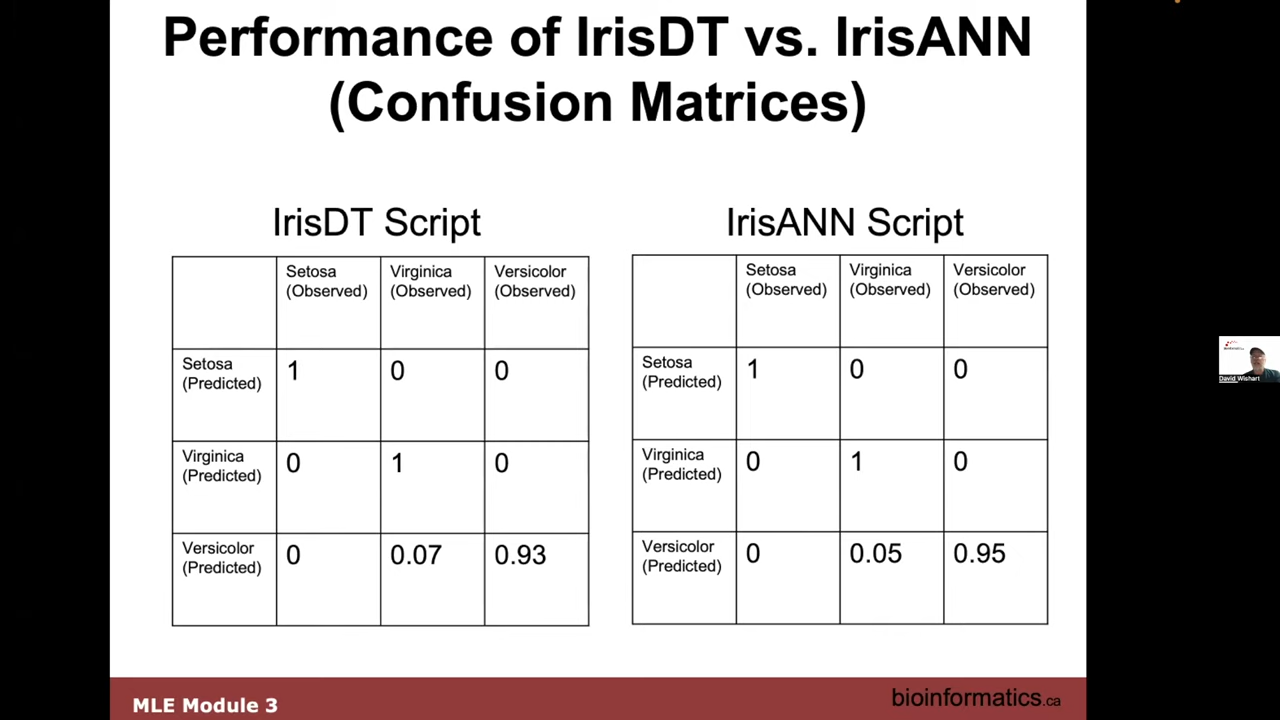 Performance of IrisDT vs. IrisANN
(Confusion Matrices)
IrisDT Script
Setosa
(Observed)
Virginica
(Observed)
Versicolor
(Observed)
Setosa
(Predicted)
1
0
0
Virginica
(Predicted)
0
1
0
Versicolor
(Predicted)
0
0.07
0.93
IrisANN Script
Setosa
(Observed)
Virginica
(Observed)
Versicolor
(Observed)
Setosa
(Predicted)
1
0
0
Virginica
(Predicted)
0
1
0
Versicolor
(Predicted)
0
0.05
0.95
David Wishart
MLE Module 3
bioinformatics.ca